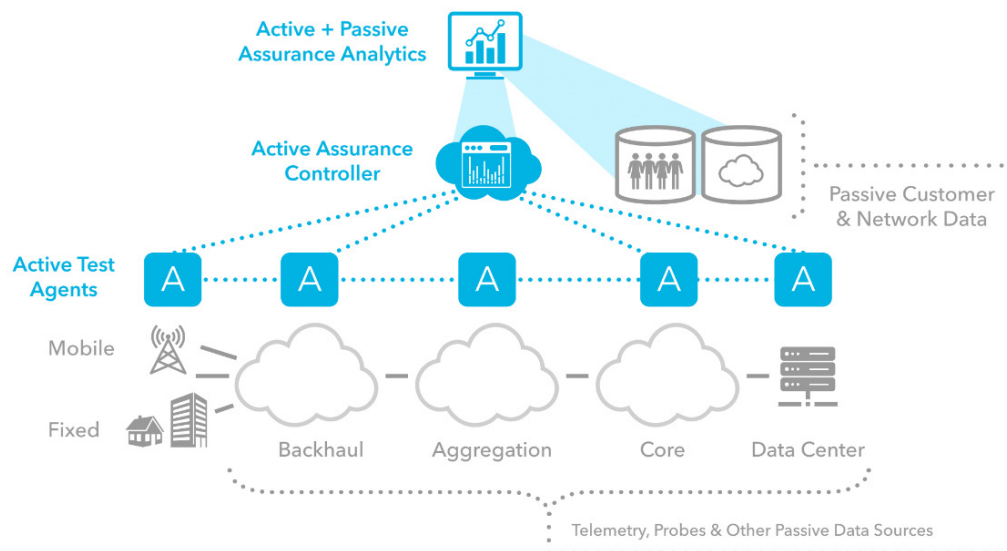 Active + Passive
Assurance Analytics
Active Assurance
Controller
Passive Customer
& Network Data
Active Test
Agents
A
A
A
A
A
Mobile
Fixed
Backhaul
Aggregation
Core
Data Center
Telemetry, Probes & Other Passive Data Sources